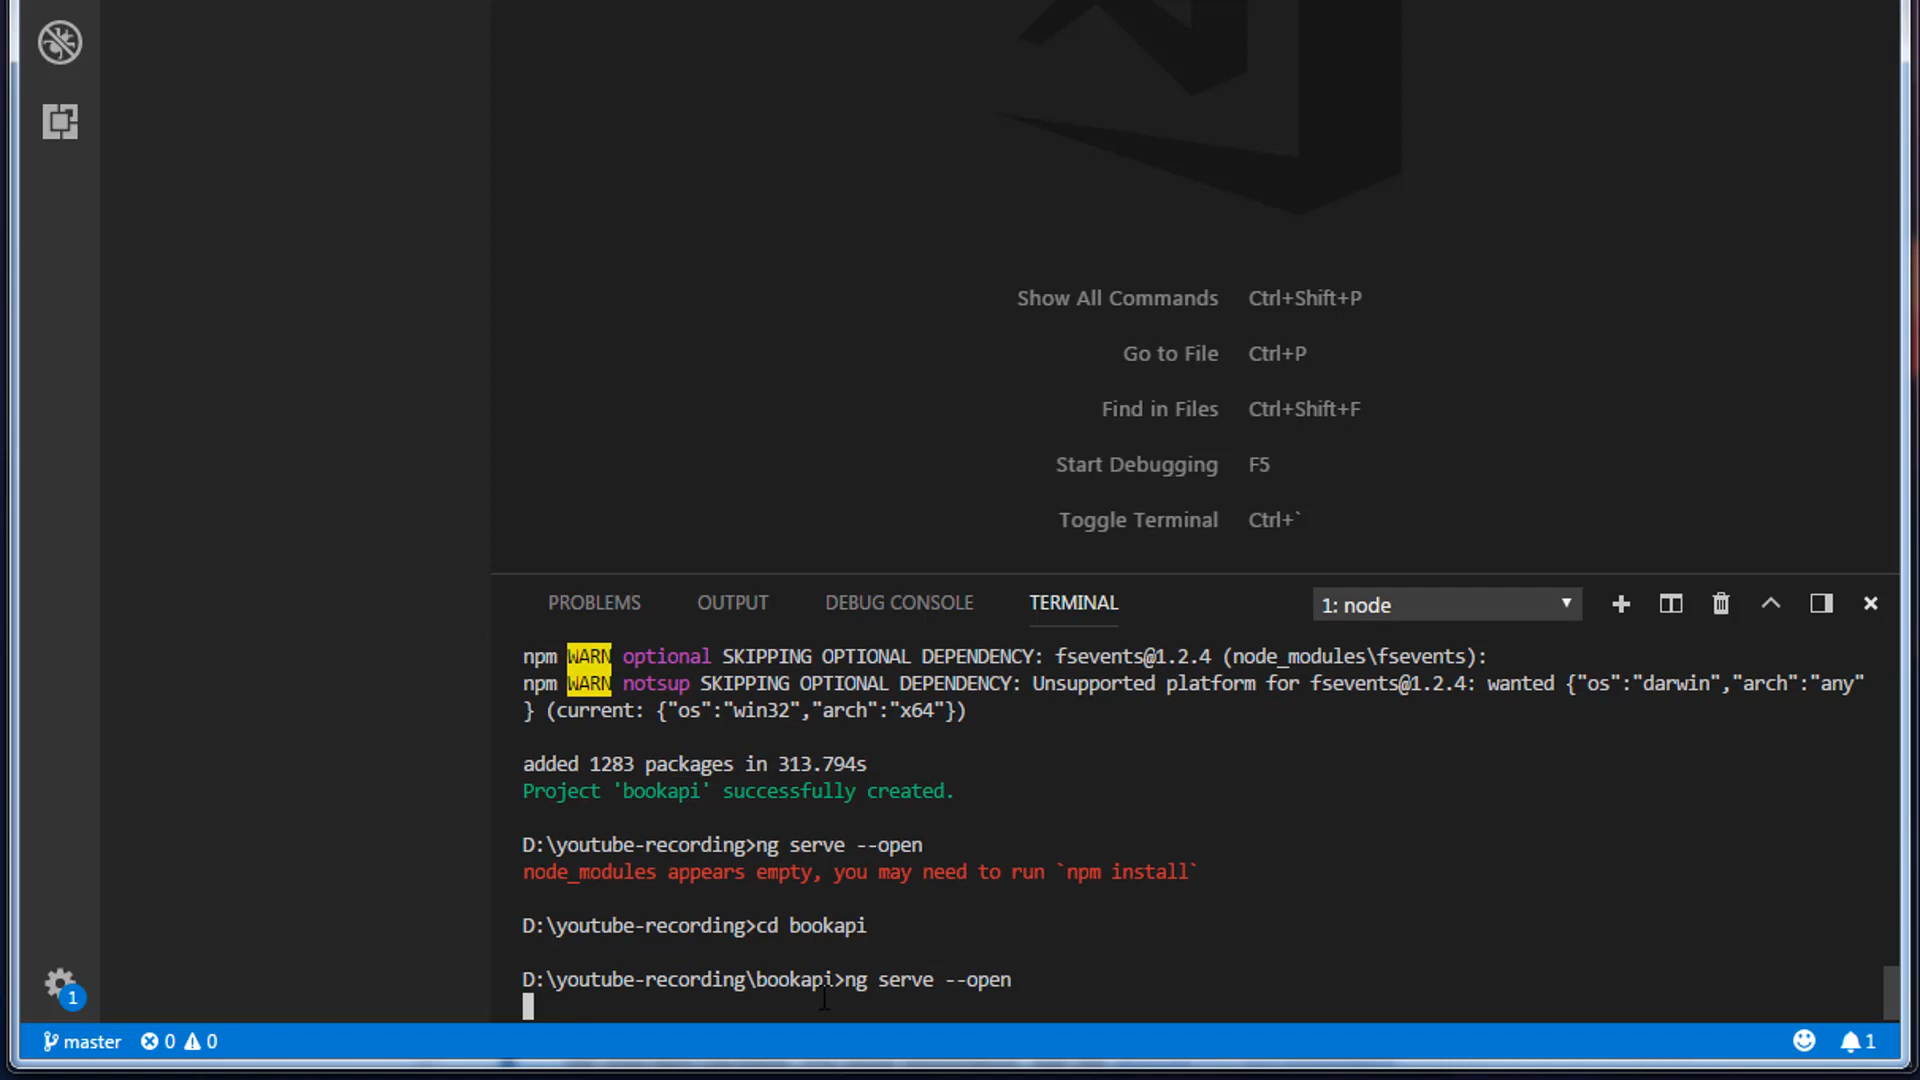 Show All Commands Ctrl+Shift+P
Go to File Ctrl+P
Find in Files Ctrl+Shift+F
Start Debugging F5
Toggle Terminal Ctrl+`
PROBLEMS OUTPUT DEBUG CONSOLE TERMINAL 1: node
npm WARN optional SKIPPING OPTIONAL DEPENDENCY: fsevents@1.2.4 (node_modules\fsevents):
npm WARN notsup SKIPPING OPTIONAL DEPENDENCY: Unsupported platform for fsevents@1.2.4: wanted {"os":"darwin","arch":"any"
} (current: {"os":"win32","arch":"x64"})
added 1283 packages in 313.794s
Project 'bookapi' successfully created.
D:\youtube-recording>ng serve --open
node_modules appears empty, you may need to run `npm install`
D:\youtube-recording>cd bookapi
D:\youtube-recording\bookapi>ng serve --open
1
master 0 0 1